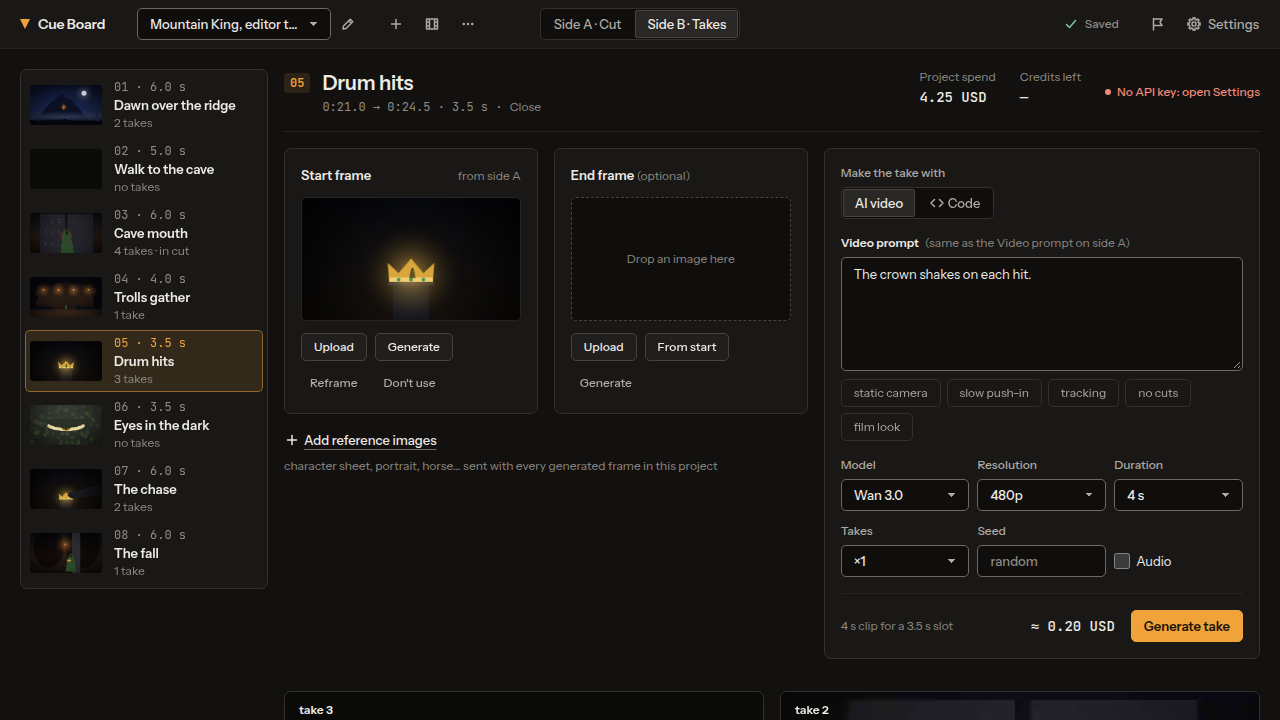 Cue Board
Mountain King, editor t...
Side A · Cut
Side B · Takes
Saved
Settings
01 · 6.0 s
Dawn over the ridge
2 takes
02 · 5.0 s
Walk to the cave
no takes
03 · 6.0 s
Cave mouth
4 takes · in cut
04 · 4.0 s
Trolls gather
1 take
05 · 3.5 s
Drum hits
3 takes
06 · 3.5 s
Eyes in the dark
no takes
07 · 6.0 s
The chase
2 takes
08 · 6.0 s
The fall
1 take
05
Drum hits
0:21.0 → 0:24.5 · 3.5 s · Close
Project spend
4.25 USD
Credits left
—
No API key: open Settings
Start frame
from side A
Upload
Generate
Reframe
Don't use
End frame (optional)
Drop an image here
Upload
From start
Generate
Add reference images
character sheet, portrait, horse... sent with every generated frame in this project
Make the take with
AI video
Code
Video prompt (same as the Video prompt on side A)
The crown shakes on each hit.
static camera
slow push-in
tracking
no cuts
film look
Model
Resolution
Duration
Wan 3.0
480p
4 s
Takes
Seed
×1
random
Audio
4 s clip for a 3.5 s slot
≈ 0.20 USD
Generate take
take 3
take 2